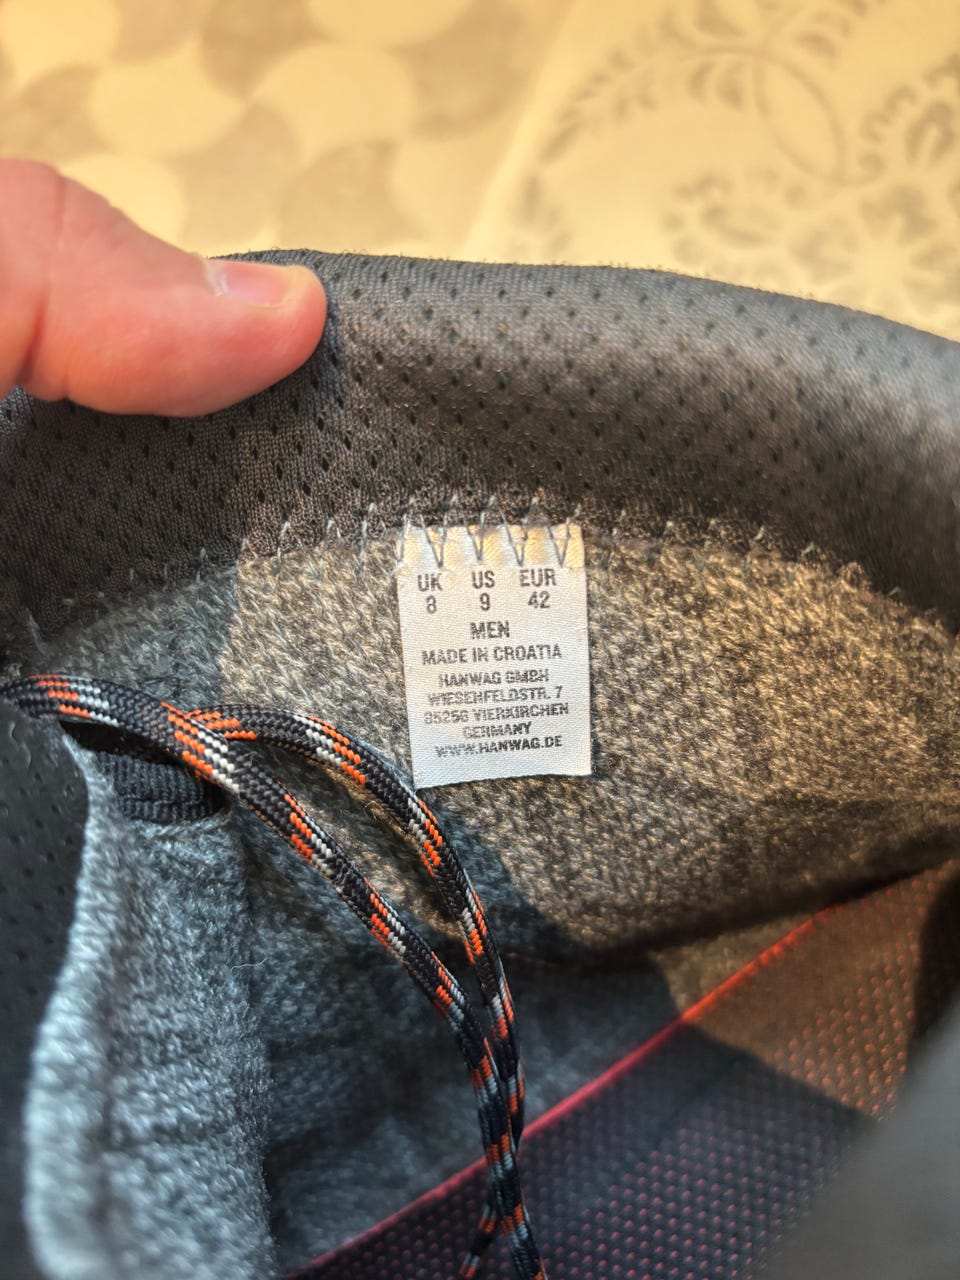 UK US EUR
8 9 42
MEN
MADE IN CROATIA
HANWAG GMBH
WIESENFELDSTR. 7
85256 VIERKIRCHEN
GERMANY
WWW.HANWAG.DE